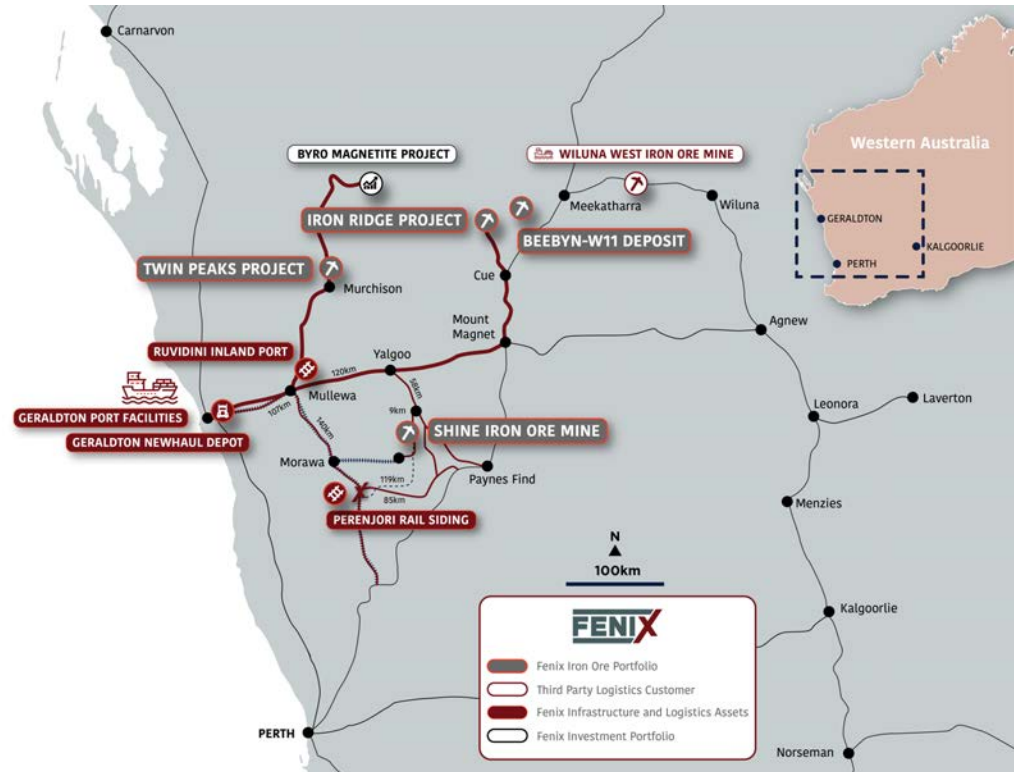 Carnarvon
BYRO MAGNETITE PROJECT
WILUNA WEST IRON ORE MINE
Western Australia
Meekatharra
Wiluna
IRON RIDGE PROJECT
BEEBYN-W11 DEPOSIT
GERALDTON
KALGOORLIE
PERTH
TWIN PEAKS PROJECT
Murchison
Cue
Mount
Magnet
Agnew
RUVIDINI INLAND PORT
Yalgoo
120km
58km
Mullewa
107km
GERALDTON PORT FACILITIES
GERALDTON NEWHAUL DEPOT
9km
140km
SHINE IRON ORE MINE
Leonora
Laverton
Morawa
119km
Paynes Find
85km
PERENJORI RAIL SIDING
Menzies
N
100km
Kalgoorlie
FENIX
Fenix Iron Ore Portfolio
Third Party Logistics Customer
Fenix Infrastructure and Logistics Assets
Fenix Investment Portfolio
PERTH
Norseman